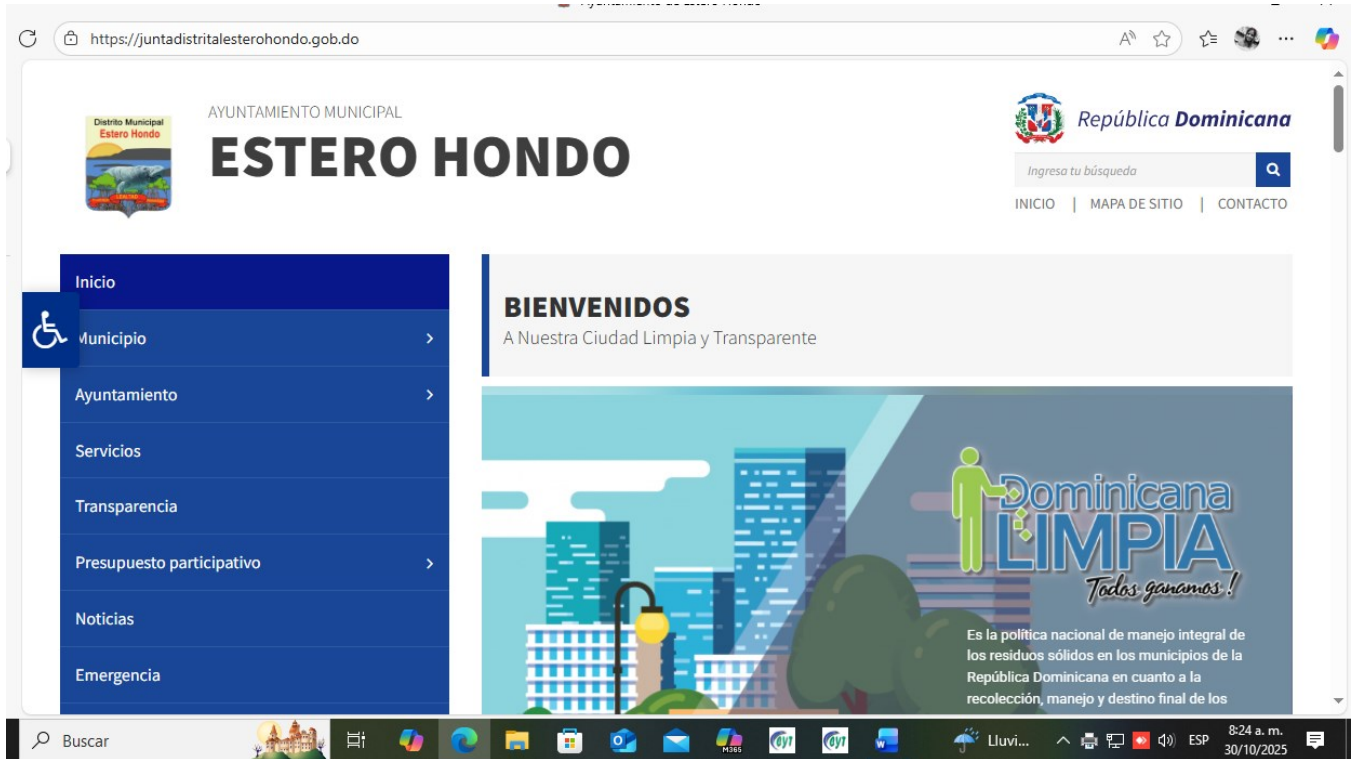 https://juntadistritalesterohondo.gob.do
Distrito Municipal
Estero Hondo
LEALTAD
AYUNTAMIENTO MUNICIPAL
ESTERO HONDO
República Dominicana
Ingresa tu búsqueda
INICIO | MAPA DE SITIO | CONTACTO
Inicio
Municipio
Ayuntamiento
Servicios
Transparencia
Presupuesto participativo
Noticias
Emergencia
BIENVENIDOS
A Nuestra Ciudad Limpia y Transparente
Dominicana
LIMPIA
Todos ganamos!
Es la política nacional de manejo integral de
los residuos sólidos en los municipios de la
República Dominicana en cuanto a la
recolección, manejo y destino final de los
Buscar
M365
Lluvi...
ESP
8:24 a. m.
30/10/2025